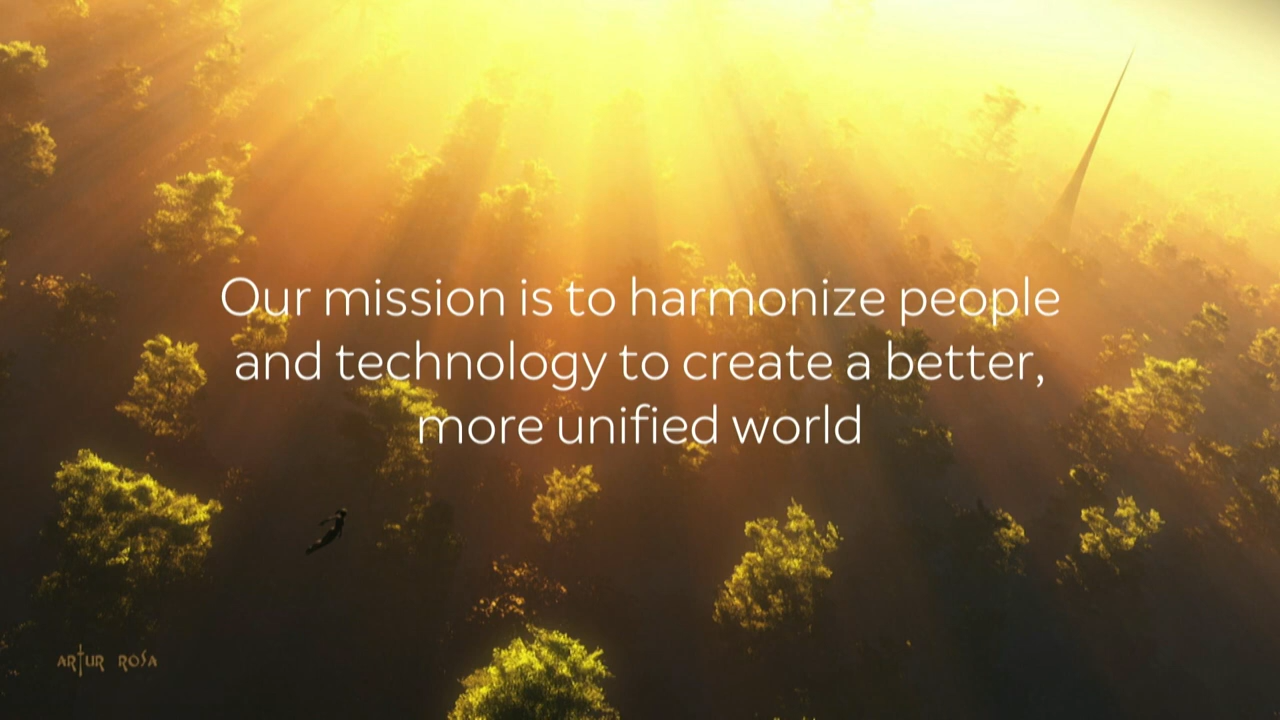 Our mission is to harmonize people
and technology to create a better,
more unified world
ARTUR ROSA